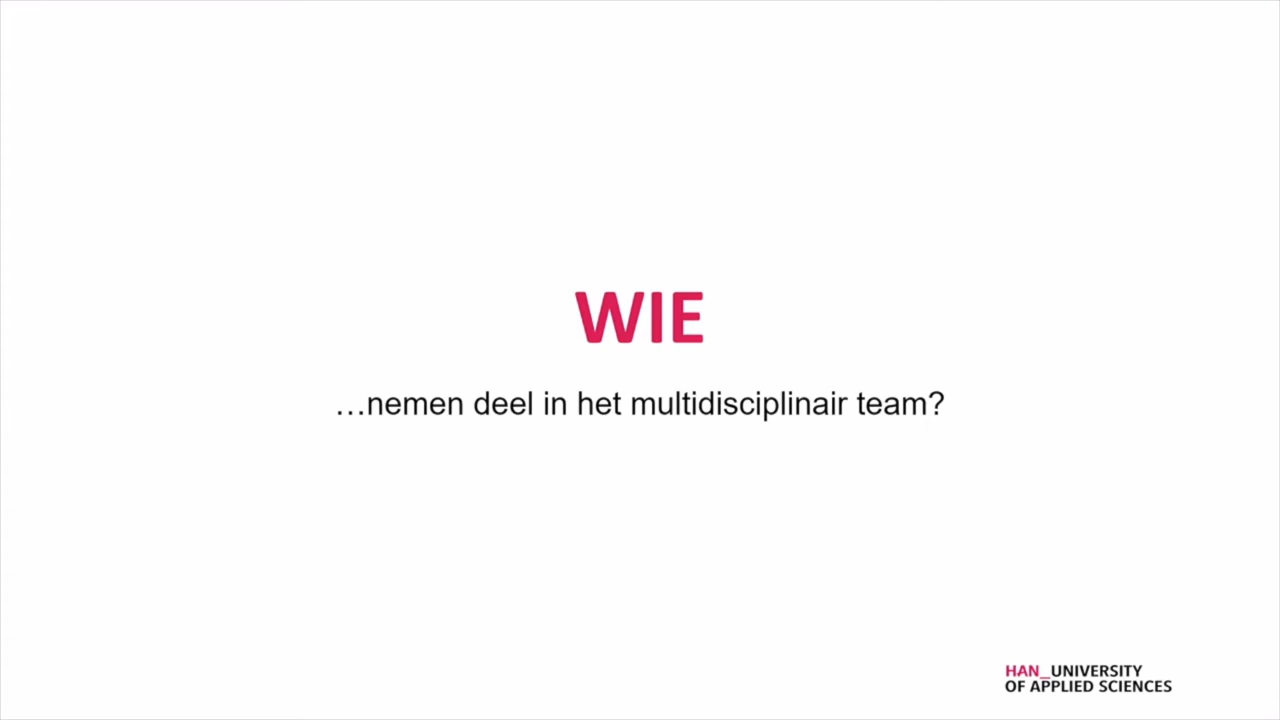 WIE
…nemen deel in het multidisciplinair team?
HAN_UNIVERSITY
OF APPLIED SCIENCES